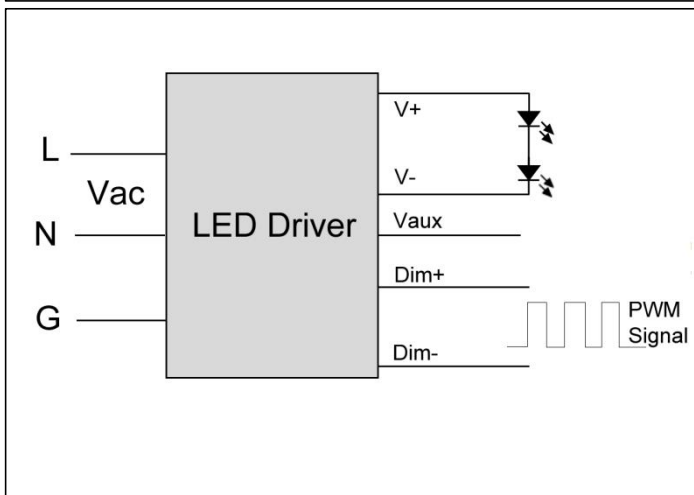 L
Vac
N
G
LED Driver
V+
V-
Vaux
Dim+
Dim-
PWM
Signal